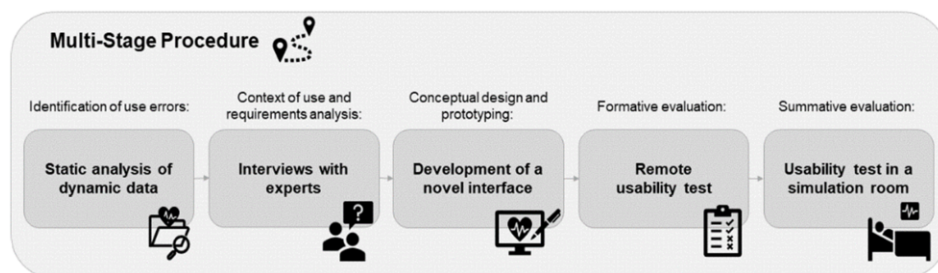 Multi-Stage Procedure
Identification of use errors:
Static analysis of
dynamic data
Context of use and
requirements analysis:
Interviews with
experts
?
Conceptual design and
prototyping:
Development of a
novel interface
Formative evaluation:
Remote
usability test
Summative evaluation:
Usability test in a
simulation room